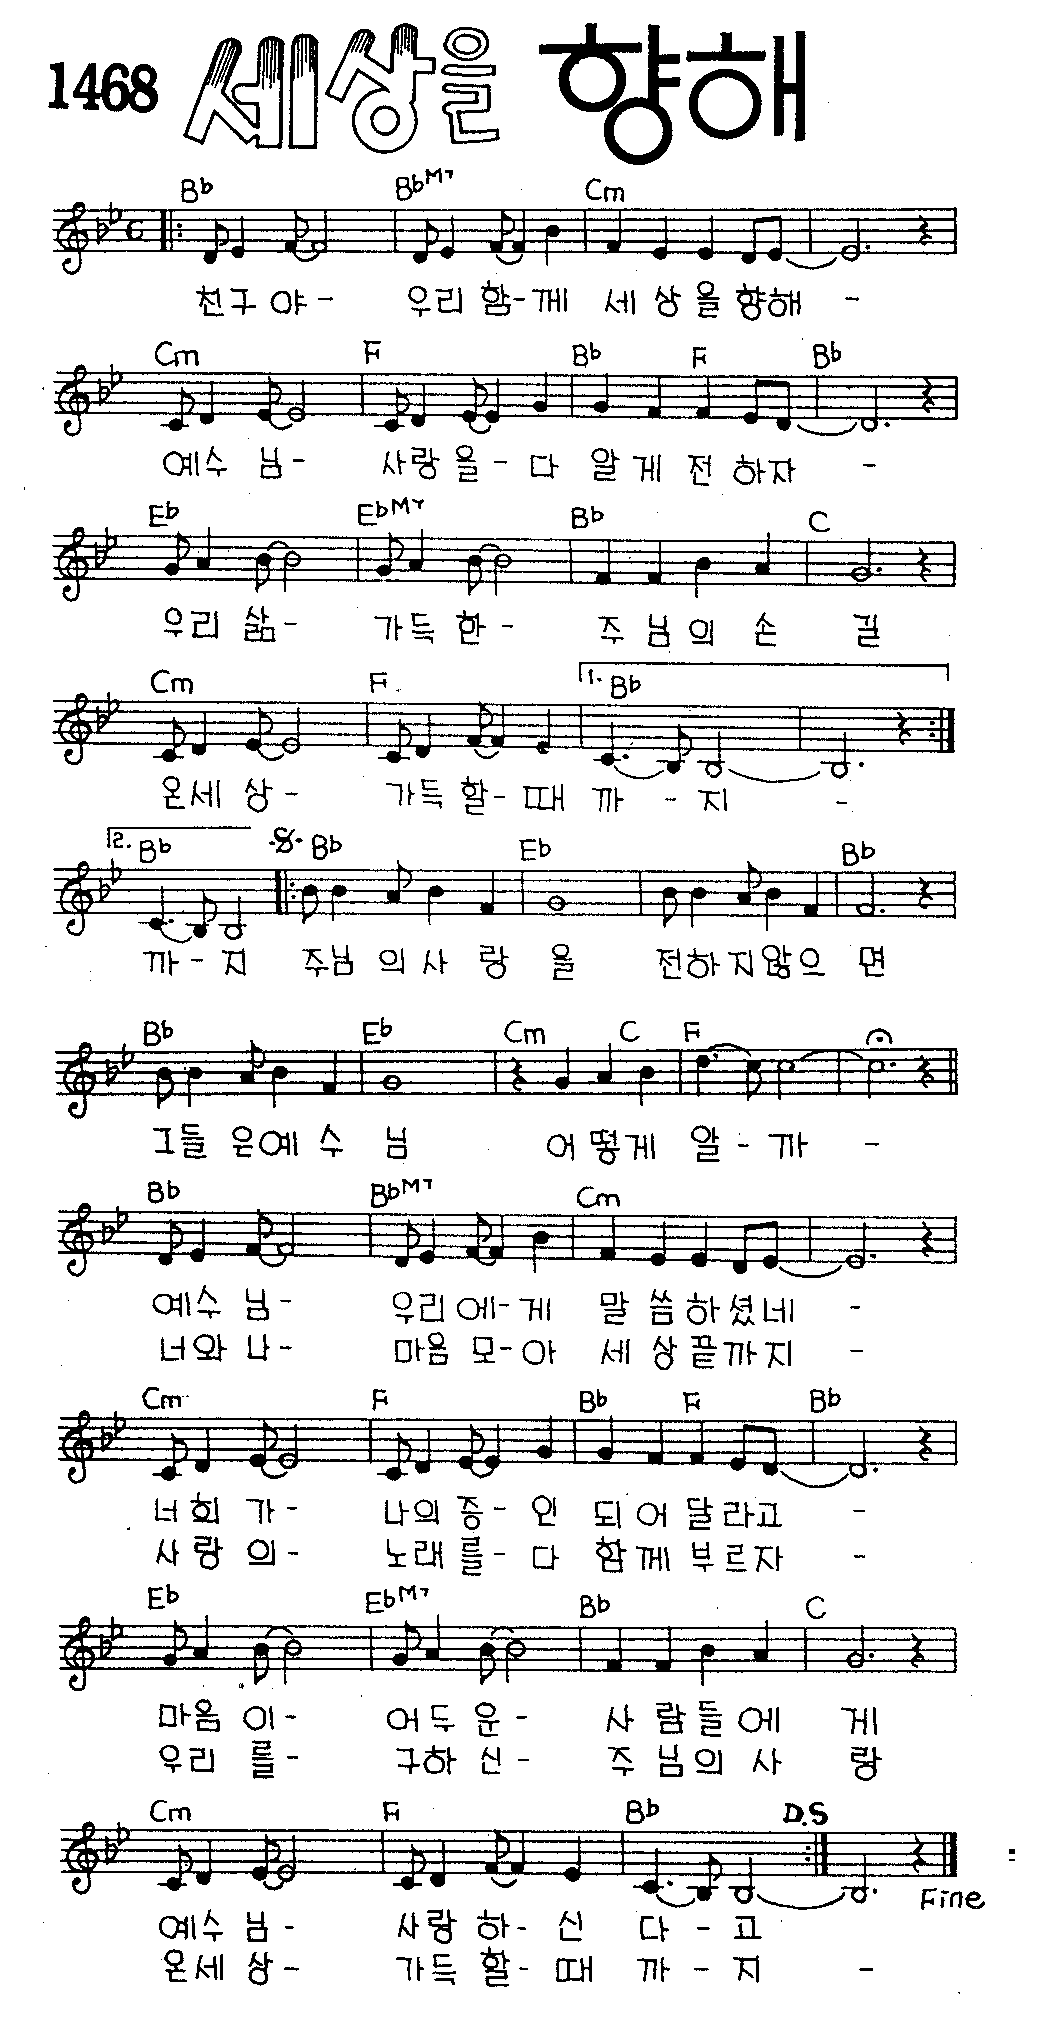 1468 세상을 향해
Bb BbM7 Cm
친구야- 우리 함-께 세상을향해 -
Cm F Bb F Bb
예수님- 사랑을-다 알게전하자 -
Eb EbM7 Bb C
우리 삶- 가득한- 주님의손 길
Cm F. 1. Bb
온세상- 가득할-때 까-지 -
2. Bb Bb Eb Bb
까-지 주님의사랑 을 전하지않으 면
Bb Eb Cm C F
그들은예수 님 어떻게 알-까 -
Bb BbM7 Cm
예수님- 우리에-게 말씀하셨네 -
너와 나- 마음모-아 세상끝까지 -
Cm F Bb F Bb
너희가- 나의증-인 되어달라고 -
사랑의- 노래를-다 함께부르자 -
Eb EbM7 Bb C
마음이- 어두운- 사람들에 게
우리를- 구하신- 주님의사 랑
Cm F Bb D.S
Fine
예수님- 사랑하-신 다-고
온세상- 가득할-때 까-지 -